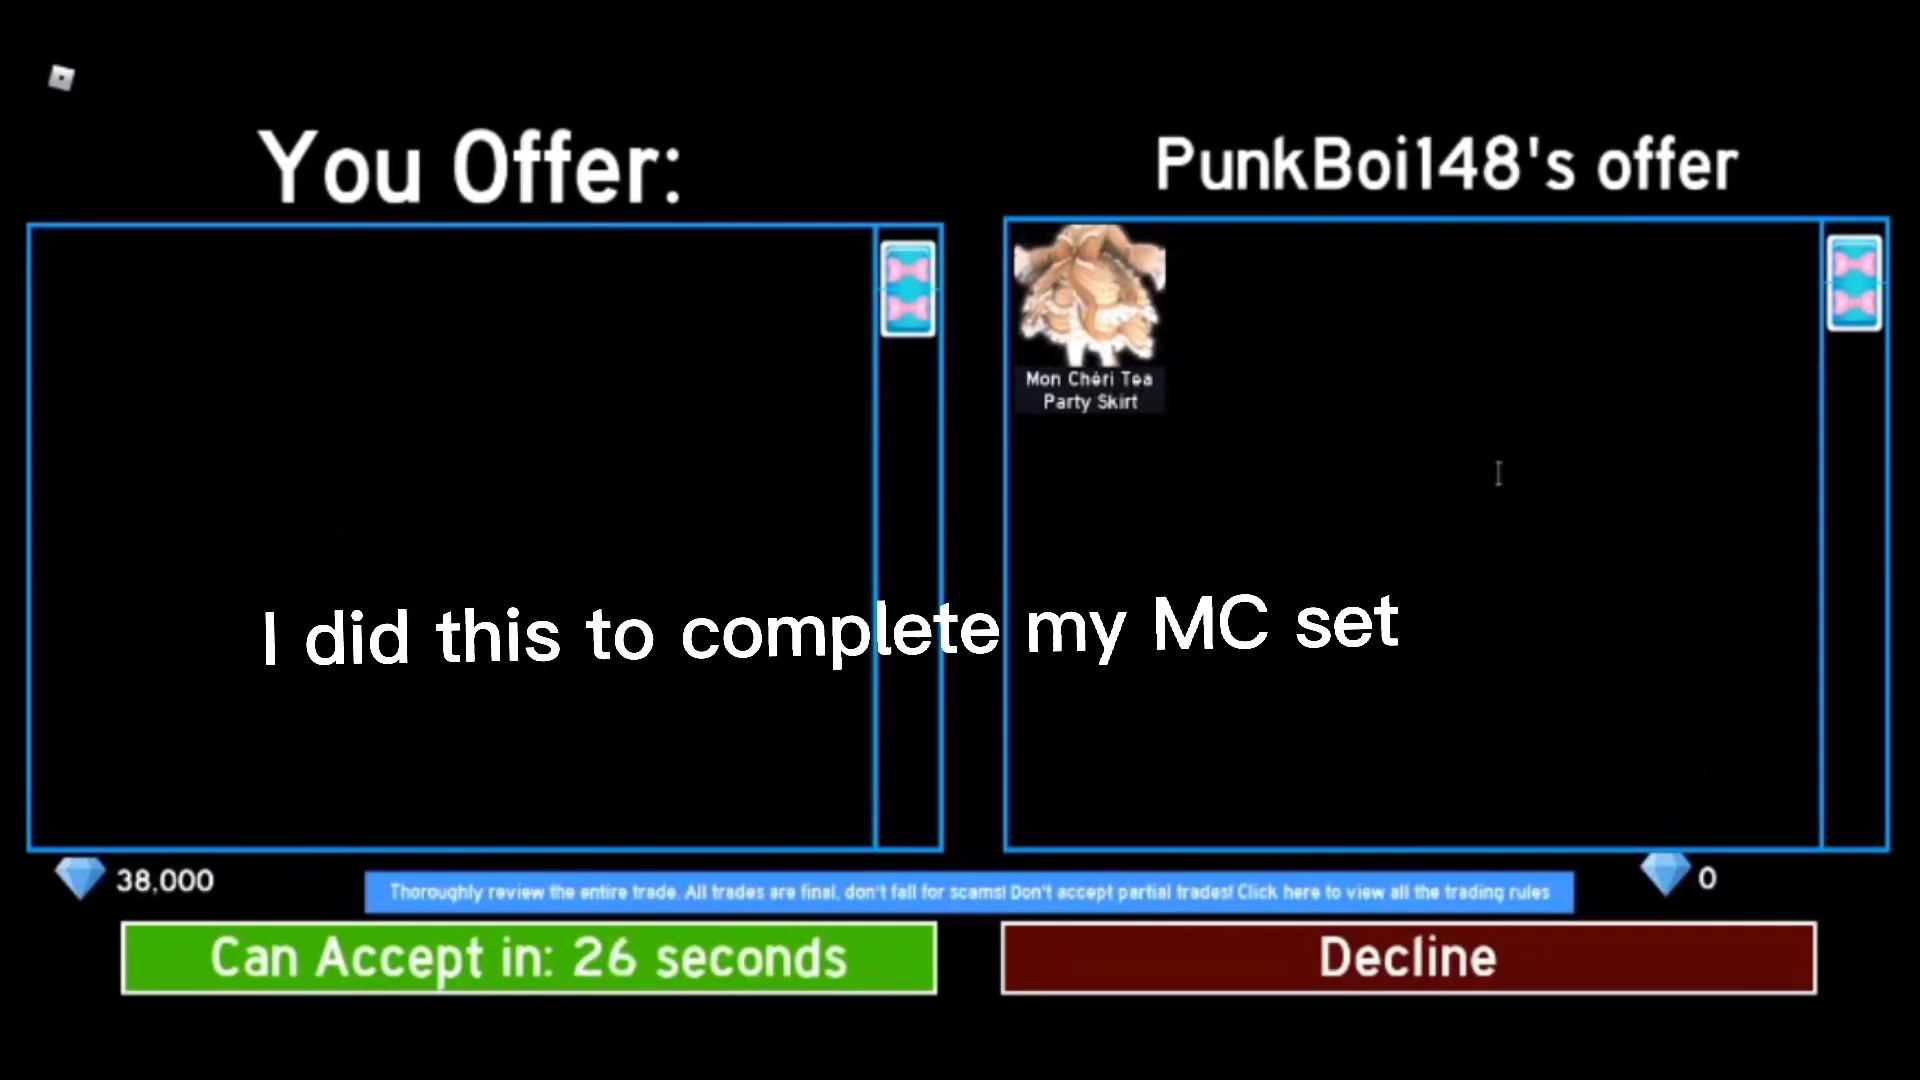 You Offer:
PunkBoi148's offer
Mon Chéri Tea
Party Skirt
I did this to complete my MC set
38,000
Thoroughly review the entire trade. All trades are final, don't fall for scams! Don't accept partial trades! Click here to view all the trading rules
0
Can Accept in: 26 seconds
Decline